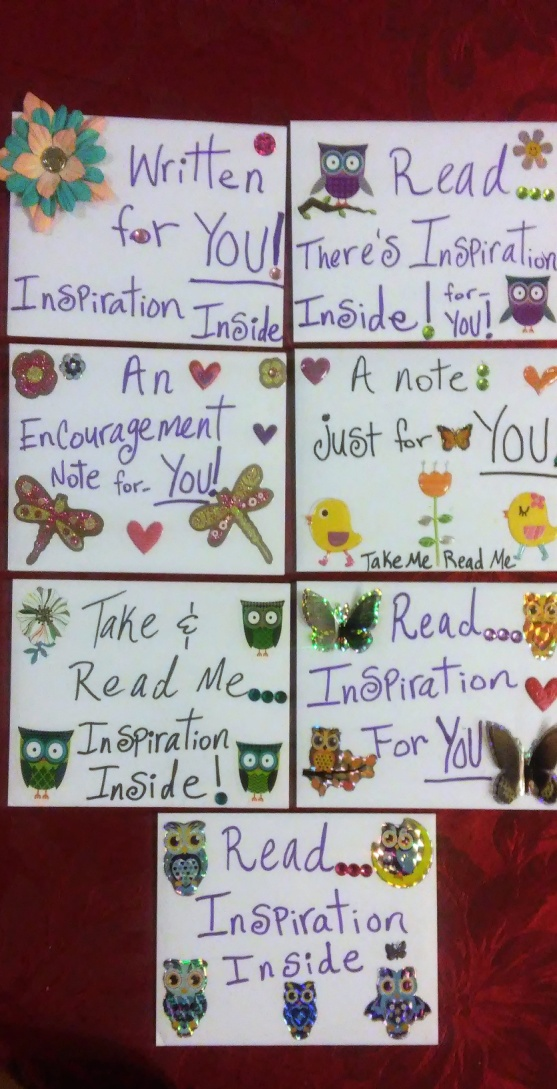 Written
for YOU!
Inspiration Inside
Read...
There's Inspiration
Inside! for-
YOU!
An
Encouragement
Note for- YOU!
A note:
just for YOU
Take Me Read Me
Take &
Read Me...
Inspiration
Inside!
Read...
Inspiration
For YOU
Read...
Inspiration
Inside